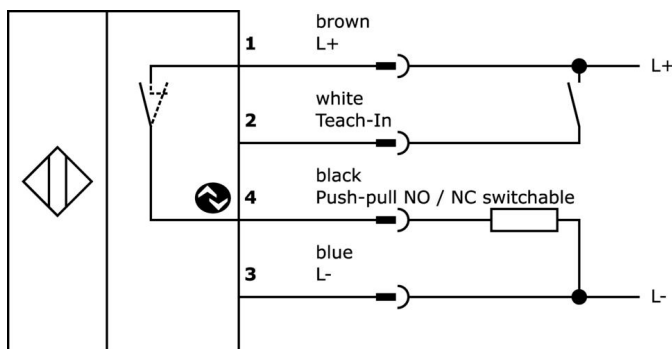 brown
1 L+
L+
white
2 Teach-In
black
4 Push-pull NO / NC switchable
blue
3 L-
L-